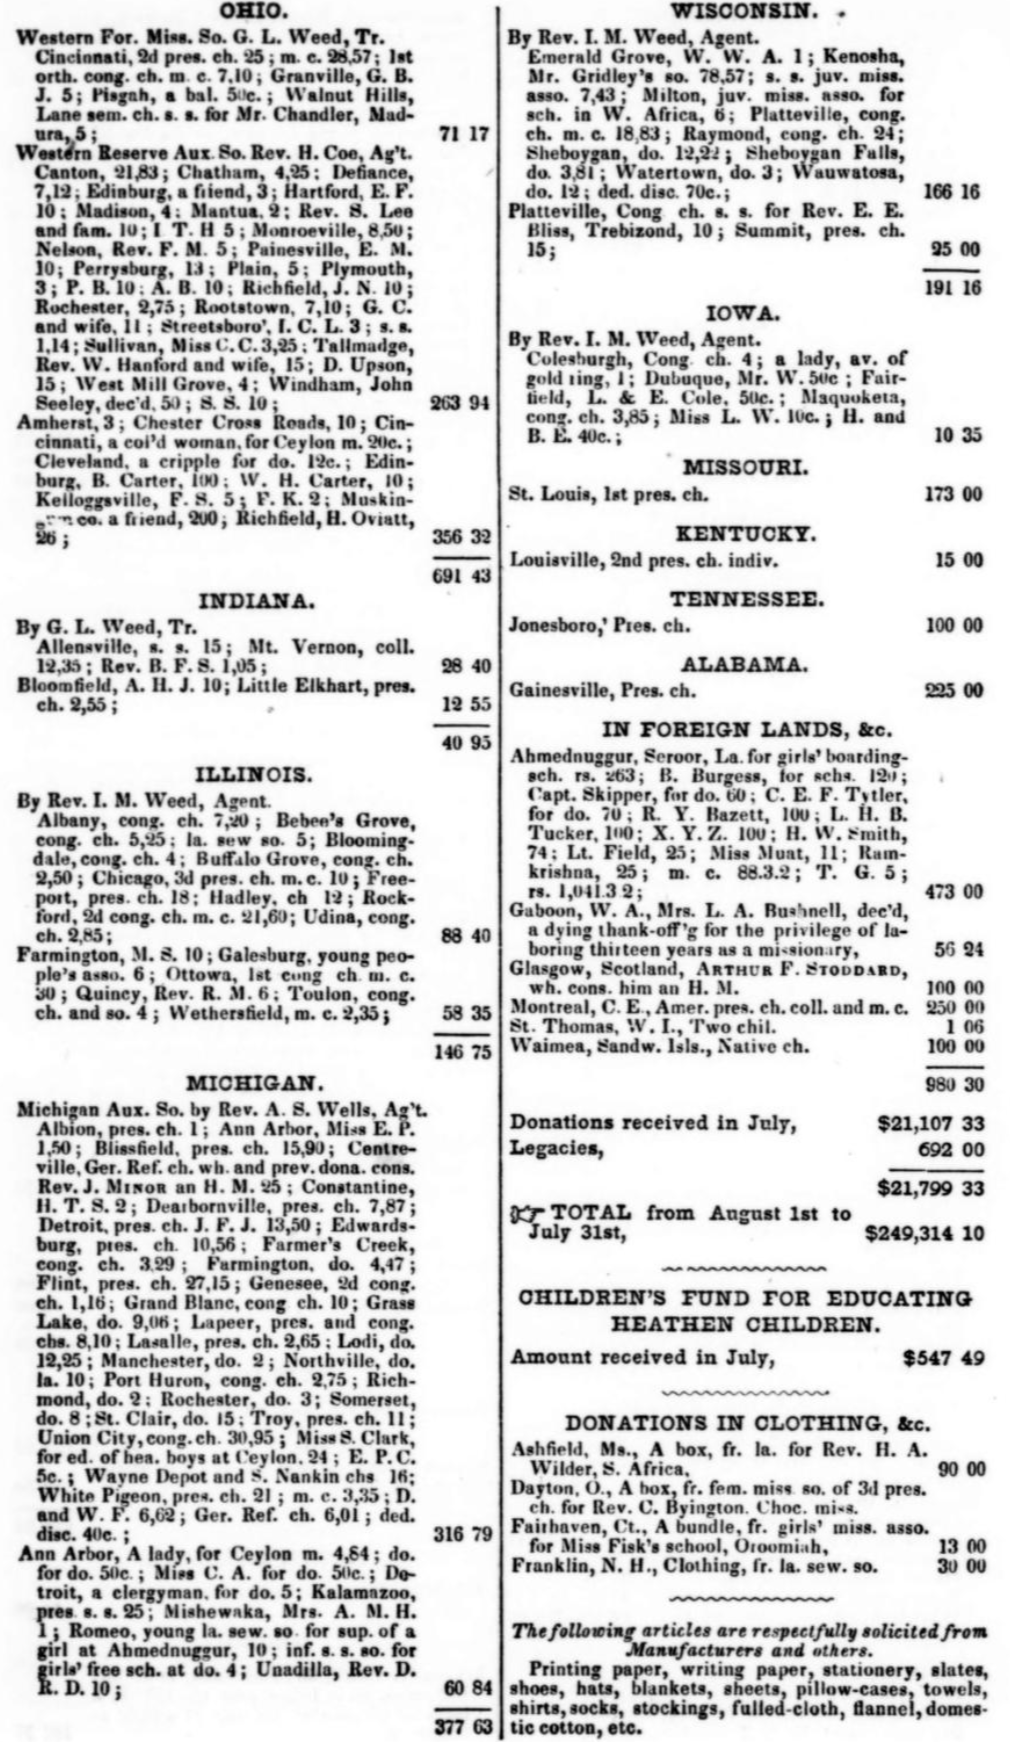 OHIO.
Western For. Miss. So. G. L. Weed, Tr.
Cincinnati, 2d pres. ch. 25; m. c. 28,57; 1st
orth. cong. ch. m. c. 7,10; Granville, G. B.
J. 5; Pisgah, a bal. 50c.; Walnut Hills,
Lane sem. ch. s. s. for Mr. Chandler, Mad-
ura, 5; 71 17
Western Reserve Aux. So. Rev. H. Coe, Ag't.
Canton, 21,83; Chatham, 4,25; Defiance,
7,12; Edinburg, a friend, 3; Hartford, E. F.
10; Madison, 4; Mantua, 2; Rev. S. Lee
and fam. 10; I. T. H 5; Monroeville, 8,50;
Nelson, Rev. F. M. 5; Painesville, E. M.
10; Perrysburg, 13; Plain, 5; Plymouth,
3; P. B. 10; A. B. 10; Richfield, J. N. 10;
Rochester, 2,75; Rootstown, 7,10; G. C.
and wife, 11; Streetsboro', I. C. L. 3; s. s.
1,14; Sullivan, Miss C. C. 3,25; Tallmadge,
Rev. W. Hanford and wife, 15; D. Upson,
15; West Mill Grove, 4; Windham, John
Seeley, dec'd, 50; S. S. 10; 263 94
Amherst, 3; Chester Cross Roads, 10; Cin-
cinnati, a col'd woman, for Ceylon m. 20c.;
Cleveland, a cripple for do. 12c.; Edin-
burg, B. Carter, 100; W. H. Carter, 10;
Kelloggsville, F. S. 5; F. K. 2; Muskin-
co. a friend, 200; Richfield, H. Oviatt,
26; 356 32
691 43
INDIANA.
By G. L. Weed, Tr.
Allensville, s. s. 15; Mt. Vernon, coll.
12,35; Rev. B. F. S. 1,05; 28 40
Bloomfield, A. H. J. 10; Little Elkhart, pres.
ch. 2,55; 12 55
40 95
ILLINOIS.
By Rev. I. M. Weed, Agent.
Albany, cong. ch. 7,20; Beben's Grove,
cong. ch. 5,25; la. sew so. 5; Blooming-
dale, cong. ch. 4; Buffalo Grove, cong. ch.
2,50; Chicago, 3d pres. ch. m. c. 10; Free-
port, pres. ch. 18; Hadley, ch 12; Rock-
ford, 2d cong. ch. m. c. 21,60; Udina, cong.
ch. 2,85; 88 40
Farmington, M. S. 10; Galesburg, young peo-
ple's asso. 6; Ottowa, 1st cong ch. m. c.
30; Quincy, Rev. R. M. 6; Toulon, cong.
ch. and so. 4; Wethersfield, m. c. 2,35; 58 35
146 75
MICHIGAN.
Michigan Aux. So. by Rev. A. S. Wells, Ag't.
Albion, pres. ch. 1; Ann Arbor, Miss E. P.
1,50; Blissfield, pres. ch. 15,90; Centre-
ville, Ger. Ref. ch. wh. and prev. dona. cons.
Rev. J. MINOR an H. M. 25; Constantine,
H. T. S. 2; Dearbornville, pres. ch. 7,87;
Detroit, pres. ch. J. F. J. 13,50; Edwards-
burg, pres. ch. 10,56; Farmer's Creek,
cong. ch. 3,29; Farmington, do. 4,47;
Flint, pres. ch. 27,15; Genesee, 2d cong.
ch. 1,16; Grand Blanc, cong ch. 10; Grass
Lake, do. 9,06; Lapeer, pres. and cong.
chs. 8,10; Lasalle, pres. ch. 2,65; Lodi, do.
12,25; Manchester, do. 2; Northville, do.
la. 10; Port Huron, cong. ch. 2,75; Rich-
mond, do. 2; Rochester, do. 3; Somerset,
do. 8; St. Clair, do. 15; Troy, pres. ch. 11;
Union City, cong. ch. 30,95; Miss S. Clark,
for ed. of hea. boys at Ceylon, 24; E. P. C.
5c.; Wayne Depot and S. Nankin chs 16;
White Pigeon, pres. ch. 21; m. c. 3,35; D.
and W. F. 6,62; Ger. Ref. ch. 6,01; ded.
disc. 40c.; 316 79
Ann Arbor, A lady, for Ceylon m. 4,84; do.
for do. 50c.; Miss C. A. for do. 50c.; De-
troit, a clergyman, for do. 5; Kalamazoo,
pres. s. s. 25; Mishewaka, Mrs. A. M. H.
1; Romeo, young la. sew. so. for sup. of a
girl at Ahmednuggur, 10; inf. s. s. so. for
girls' free sch. at do. 4; Unadilla, Rev. D.
R. D. 10; 60 84
377 63
WISCONSIN.
By Rev. I. M. Weed, Agent.
Emerald Grove, W. W. A. 1; Kenosha,
Mr. Gridley's so. 78,57; s. s. juv. miss.
asso. 7,43; Milton, juv. miss. asso. for
sch. in W. Africa, 6; Platteville, cong.
ch. m. c. 18,83; Raymond, cong. ch. 24;
Sheboygan, do. 12,22; Sheboygan Falls,
do. 3,81; Watertown, do. 3; Wauwatosa,
do. 12; ded. disc. 70c.; 166 16
Platteville, Cong ch. s. s. for Rev. E. E.
Bliss, Trebizond, 10; Summit, pres. ch.
15; 25 00
191 16
IOWA.
By Rev. I. M. Weed, Agent.
Colesburgh, Cong ch. 4; a lady, av. of
gold ring, 1; Dubuque, Mr. W. 50c; Fair-
field, L. & E. Cole, 50c.; Maquoketa,
cong. ch. 3,85; Miss L. W. 10c.; H. and
B. E. 40c.; 10 35
MISSOURI.
St. Louis, 1st pres. ch. 173 00
KENTUCKY.
Louisville, 2nd pres. ch. indiv. 15 00
TENNESSEE.
Jonesboro,' Pres. ch. 100 00
ALABAMA.
Gainesville, Pres. ch. 225 00
IN FOREIGN LANDS, &c.
Ahmednuggur, Seroor, La. for girls' boarding-
sch. rs. 263; B. Burgess, for schs. 120;
Capt. Skipper, for do. 60; C. E. F. Tytler,
for do. 70; R. Y. Bazett, 100; L. H. B.
Tucker, 100; X. Y. Z. 100; H. W. Smith,
74; Lt. Field, 25; Miss Muat, 11; Ram-
krishna, 25; m. c. 88.3.2; T. G. 5;
rs. 1,041.3 2; 473 00
Gaboon, W. A., Mrs. L. A. Bushnell, dec'd,
a dying thank-off'g for the privilege of la-
boring thirteen years as a missionary, 56 24
Glasgow, Scotland, ARTHUR F. STODDARD,
wh. cons. him an H. M. 100 00
Montreal, C. E., Amer. pres. ch. coll. and m. c. 250 00
St. Thomas, W. I., Two chil. 1 06
Waimea, Sandw. Isls., Native ch. 100 00
980 30
Donations received in July, $21,107 33
Legacies, 692 00
$21,799 33
☞ TOTAL from August 1st to
July 31st, $249,314 10
CHILDREN'S FUND FOR EDUCATING
HEATHEN CHILDREN.
Amount received in July, $547 49
DONATIONS IN CLOTHING, &c.
Ashfield, Ms., A box, fr. la. for Rev. H. A.
Wilder, S. Africa, 90 00
Dayton, O., A box, fr. fem. miss. so. of 3d pres.
ch. for Rev. C. Byington. Choc. miss.
Fairhaven, Ct., A bundle, fr. girls' miss. asso.
for Miss Fisk's school, Oroomiah, 13 00
Franklin, N. H., Clothing, fr. la. sew. so. 30 00
The following articles are respectfully solicited from
Manufacturers and others.
Printing paper, writing paper, stationery, slates,
shoes, hats, blankets, sheets, pillow-cases, towels,
shirts, socks, stockings, fulled-cloth, flannel, domes-
tic cotton, etc.